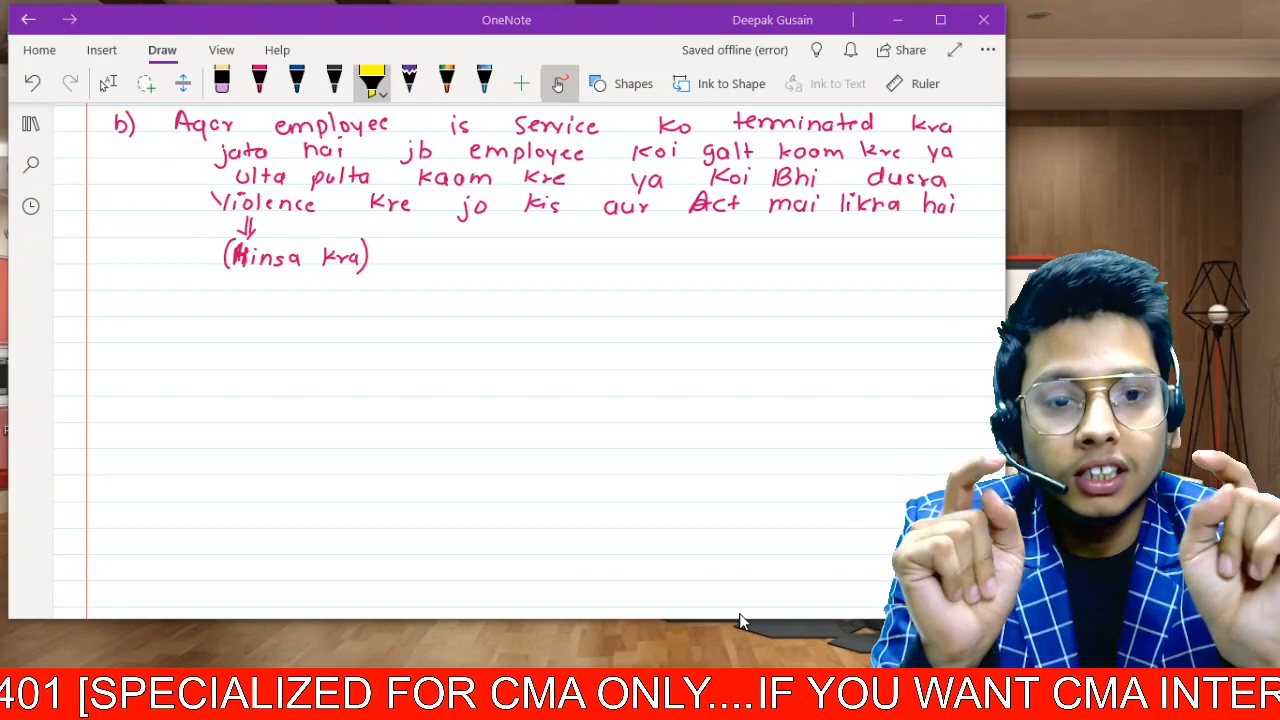 OneNote
Deepak Gusain
Home Insert Draw View Help
Saved offline (error)
Share
Shapes
Ink to Shape
Ink to Text
Ruler
b) Agar employee is Service ko terminated kra
jata hai jb employee koi galt kaam kre ya
ulta pulta kaam kre ya koi Bhi dusra
Violence kre jo kis aur Act mai likha hai
⇓
(Hinsa kra)
401 [SPECIALIZED FOR CMA ONLY....IF YOU WANT CMA INTER